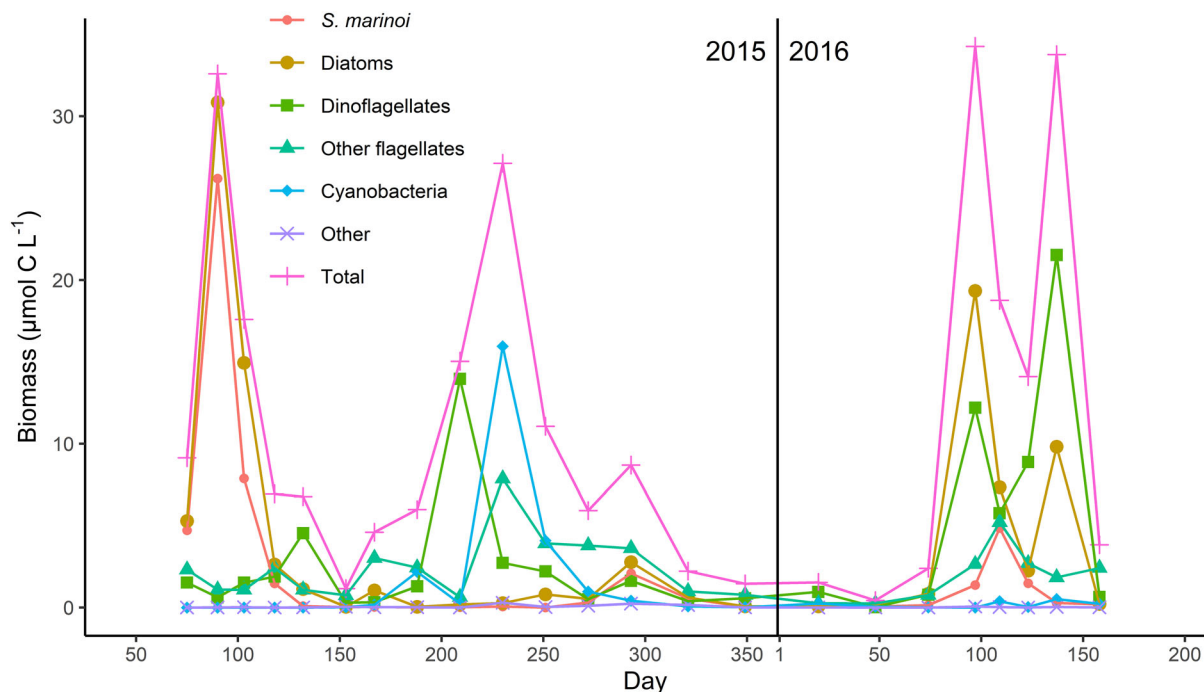 S. marinoi
Diatoms
Dinoflagellates
Other flagellates
Cyanobacteria
Other
Total
2015 2016
Biomass (µmol C L⁻¹)
30
20
10
0
50 100 150 200 250 300 350 1 50 100 150 200
Day